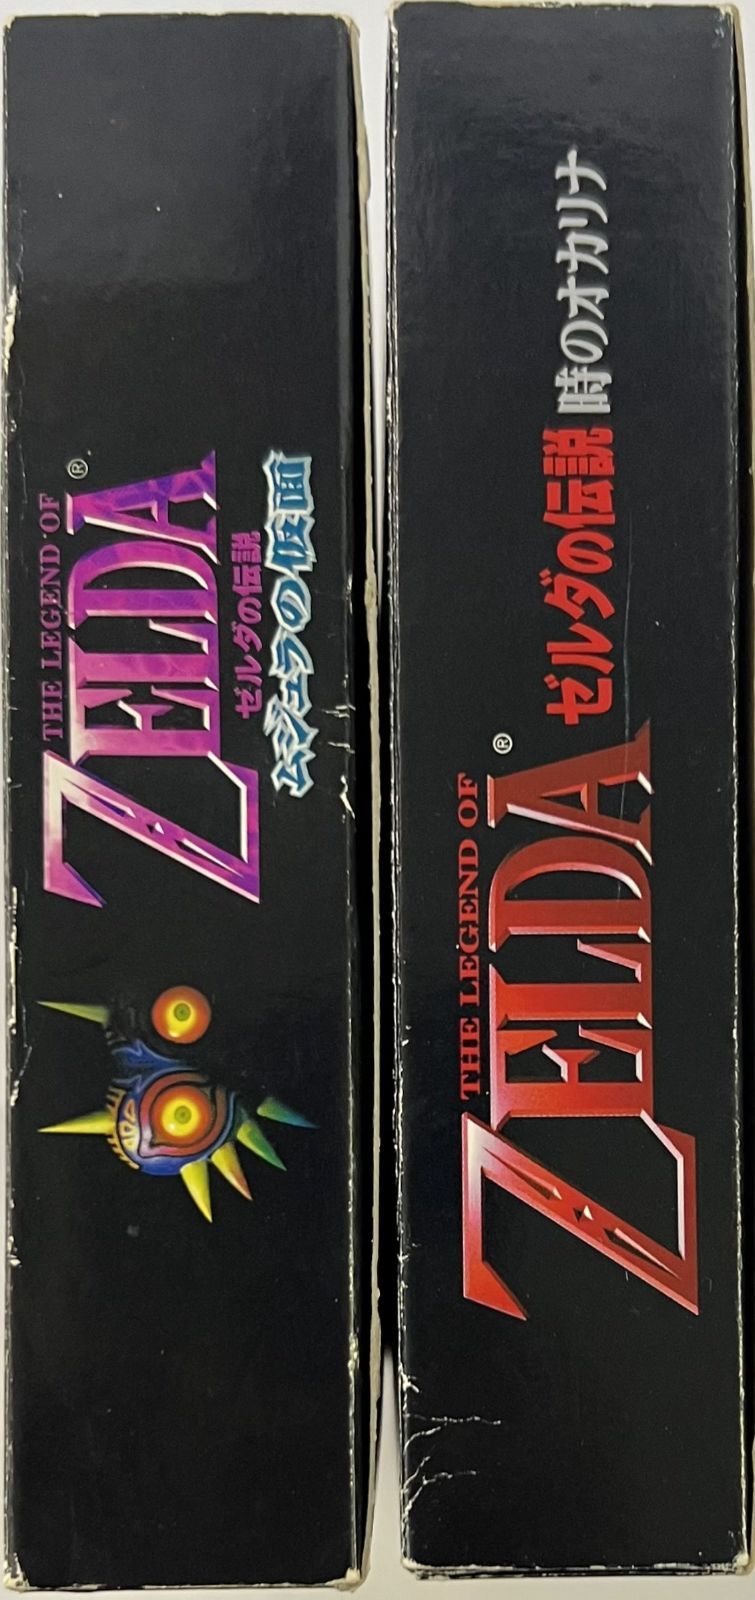 THE LEGEND OF
ZELDA®
ゼルダの伝説
ムジュラの仮面
THE LEGEND OF
ZELDA®
ゼルダの伝説 時のオカリナ